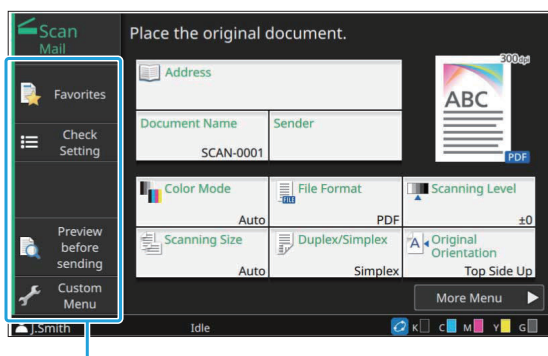 Scan
Mail
Place the original document.
300dpi
Favorites
Address
ABC
Check
Setting
Document Name
Sender
SCAN-0001
PDF
Color Mode
File Format
Scanning Level
FILE
Auto
PDF
±0
Preview
before
sending
Scanning Size
Duplex/Simplex
A
Original
Orientation
Auto
Simplex
Top Side Up
Custom
Menu
More Menu
J.Smith
Idle
K
C
M
Y
G